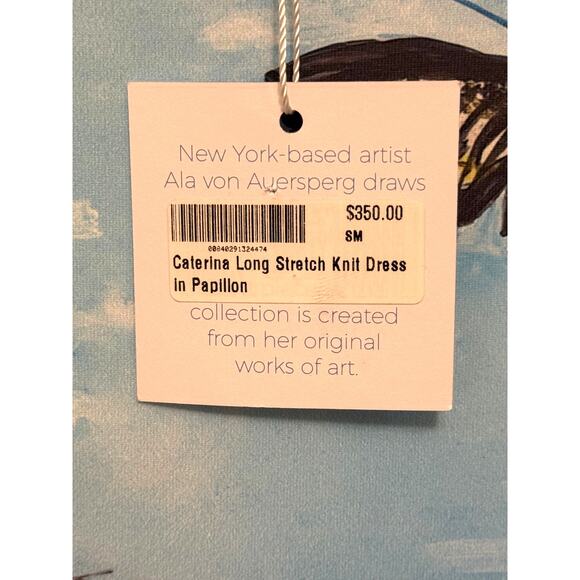 New York-based artist
Ala von Auersperg draws
$350.00
SM
00840291324474
Caterina Long Stretch Knit Dress
in Papillon
collection is created
from her original
works of art.